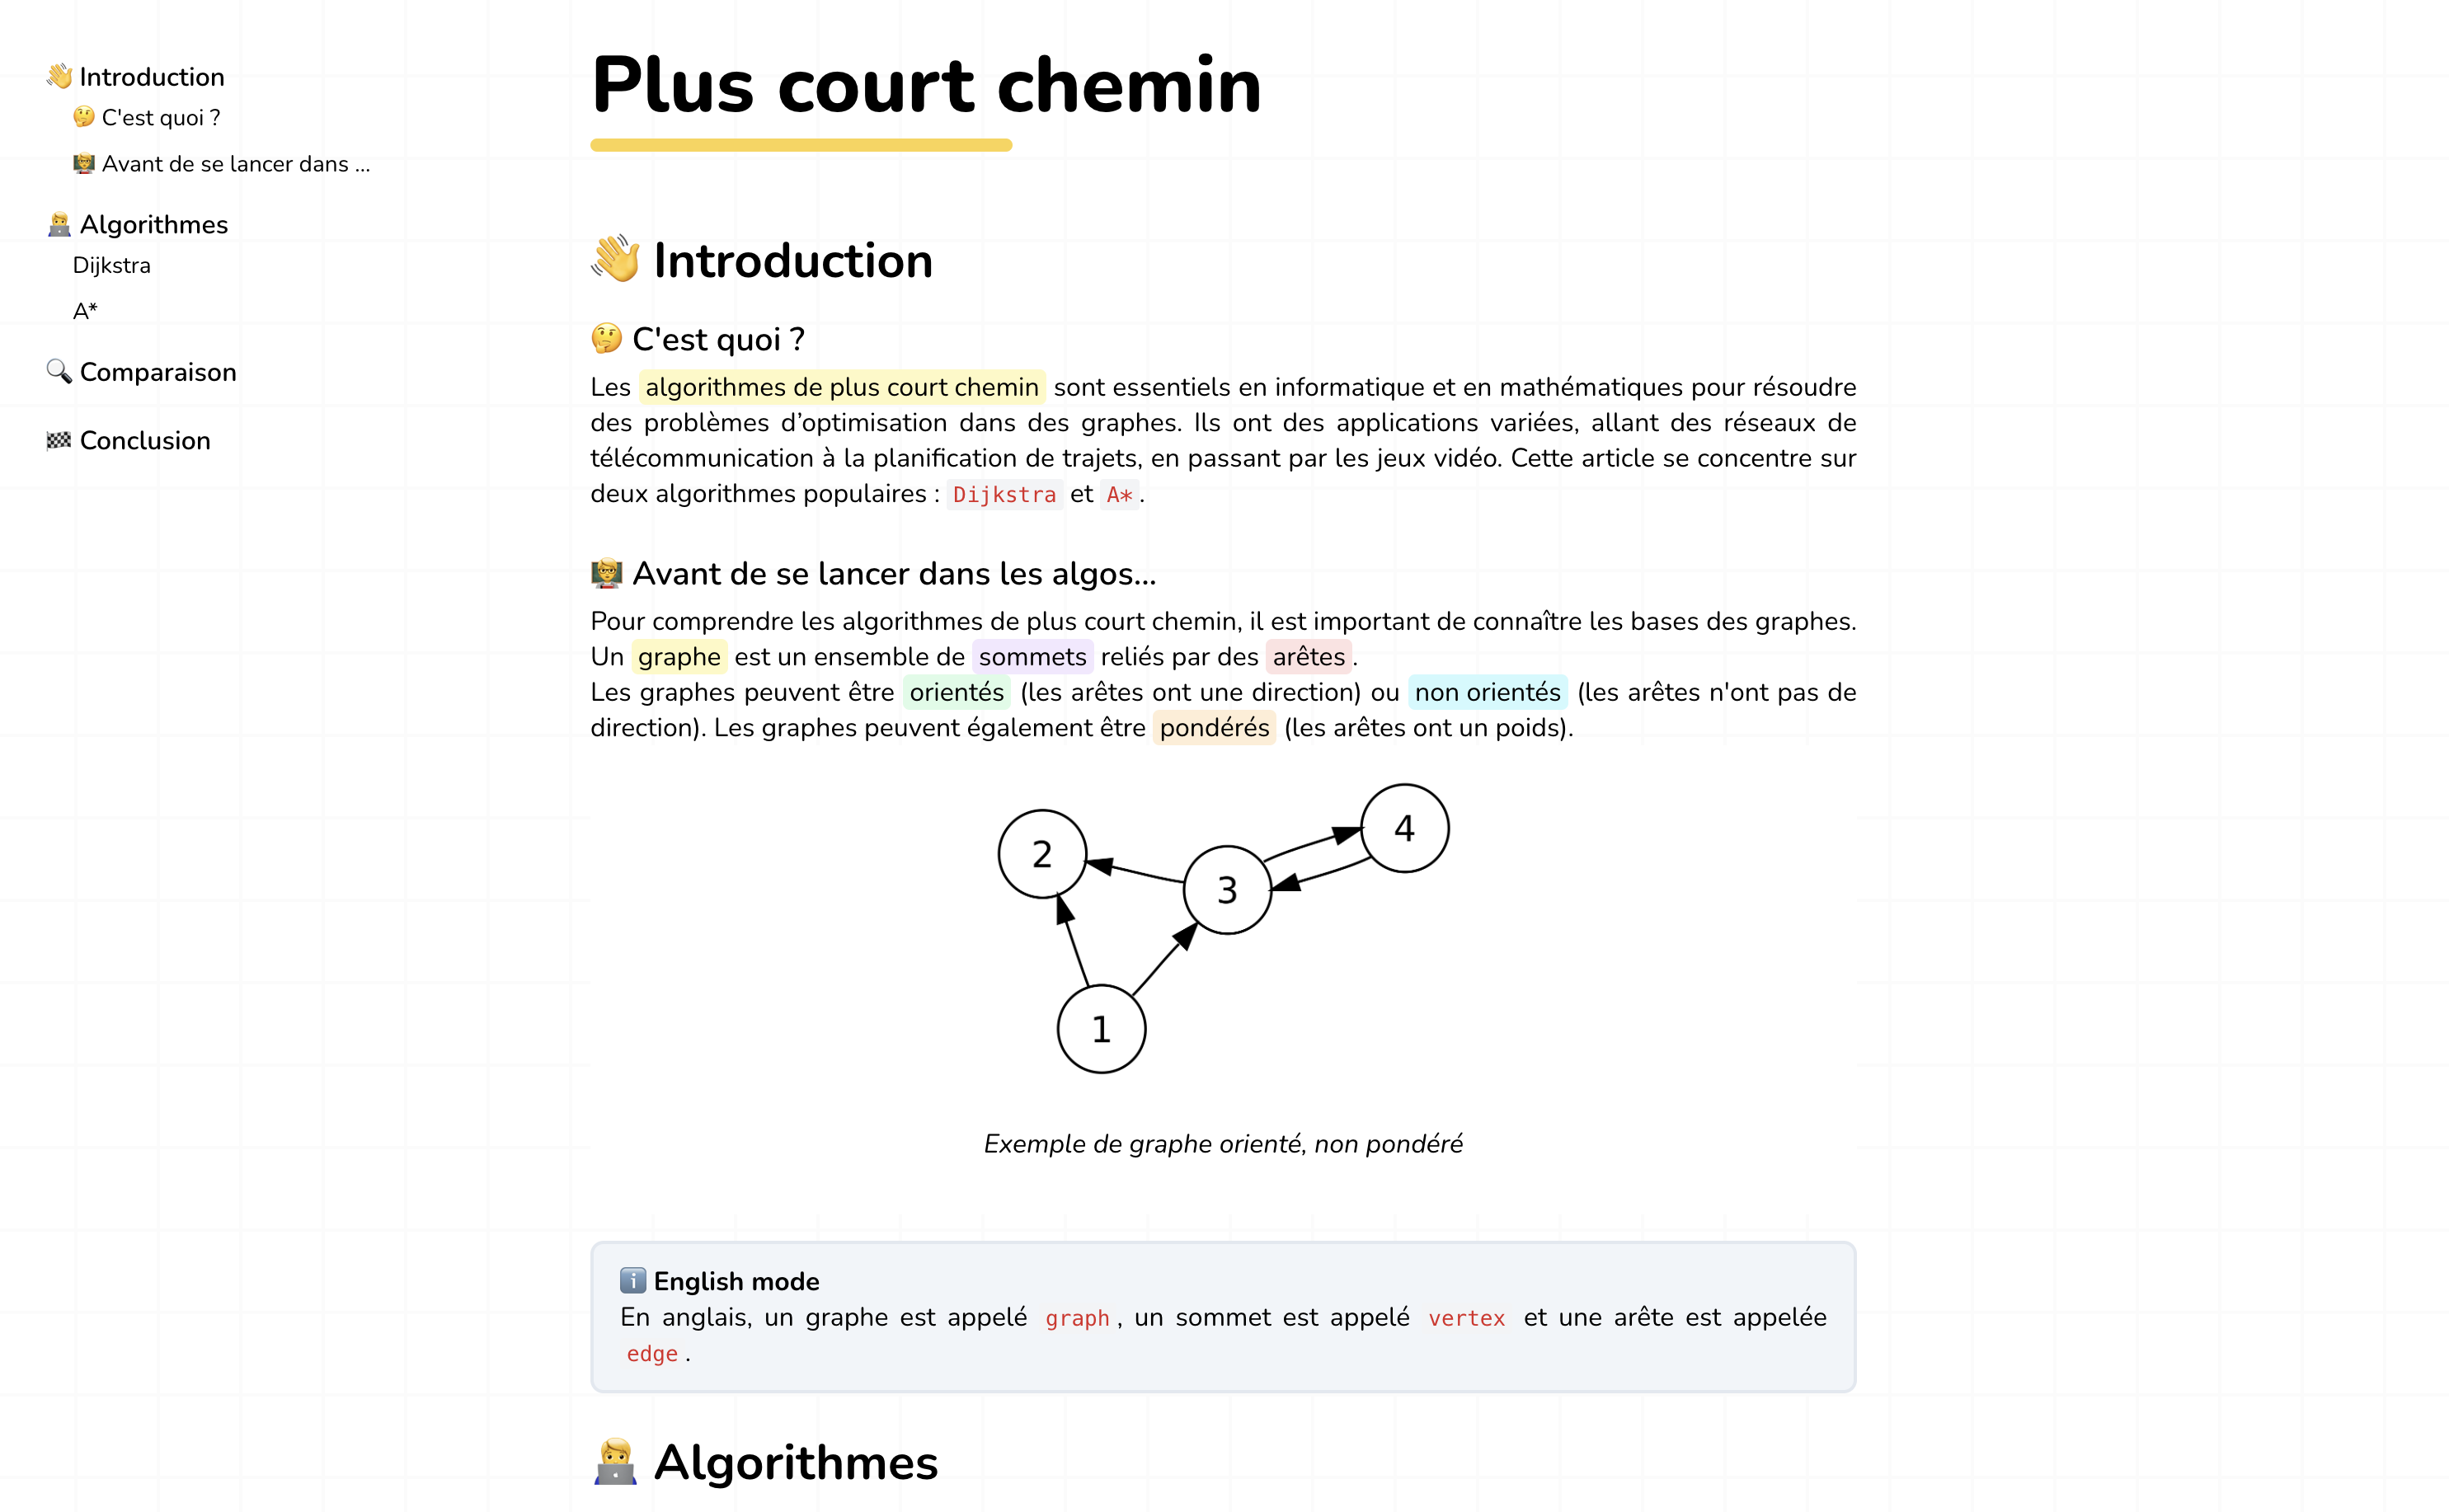 👋 Introduction
🤔 C'est quoi ?
👨‍🏫 Avant de se lancer dans ...
👨‍💻 Algorithmes
Dijkstra
A*
🔍 Comparaison
🏁 Conclusion
Plus court chemin
👋 Introduction
🤔 C'est quoi ?
Les algorithmes de plus court chemin sont essentiels en informatique et en mathématiques pour résoudre
des problèmes d’optimisation dans des graphes. Ils ont des applications variées, allant des réseaux de
télécommunication à la planification de trajets, en passant par les jeux vidéo. Cette article se concentre sur
deux algorithmes populaires : Dijkstra et A*.
👨‍🏫 Avant de se lancer dans les algos...
Pour comprendre les algorithmes de plus court chemin, il est important de connaître les bases des graphes.
Un graphe est un ensemble de sommets reliés par des arêtes.
Les graphes peuvent être orientés (les arêtes ont une direction) ou non orientés (les arêtes n'ont pas de
direction). Les graphes peuvent également être pondérés (les arêtes ont un poids).
4
2
3
1
Exemple de graphe orienté, non pondéré
ℹ️ English mode
En anglais, un graphe est appelé graph, un sommet est appelé vertex et une arête est appelée
edge.
👨‍💻 Algorithmes